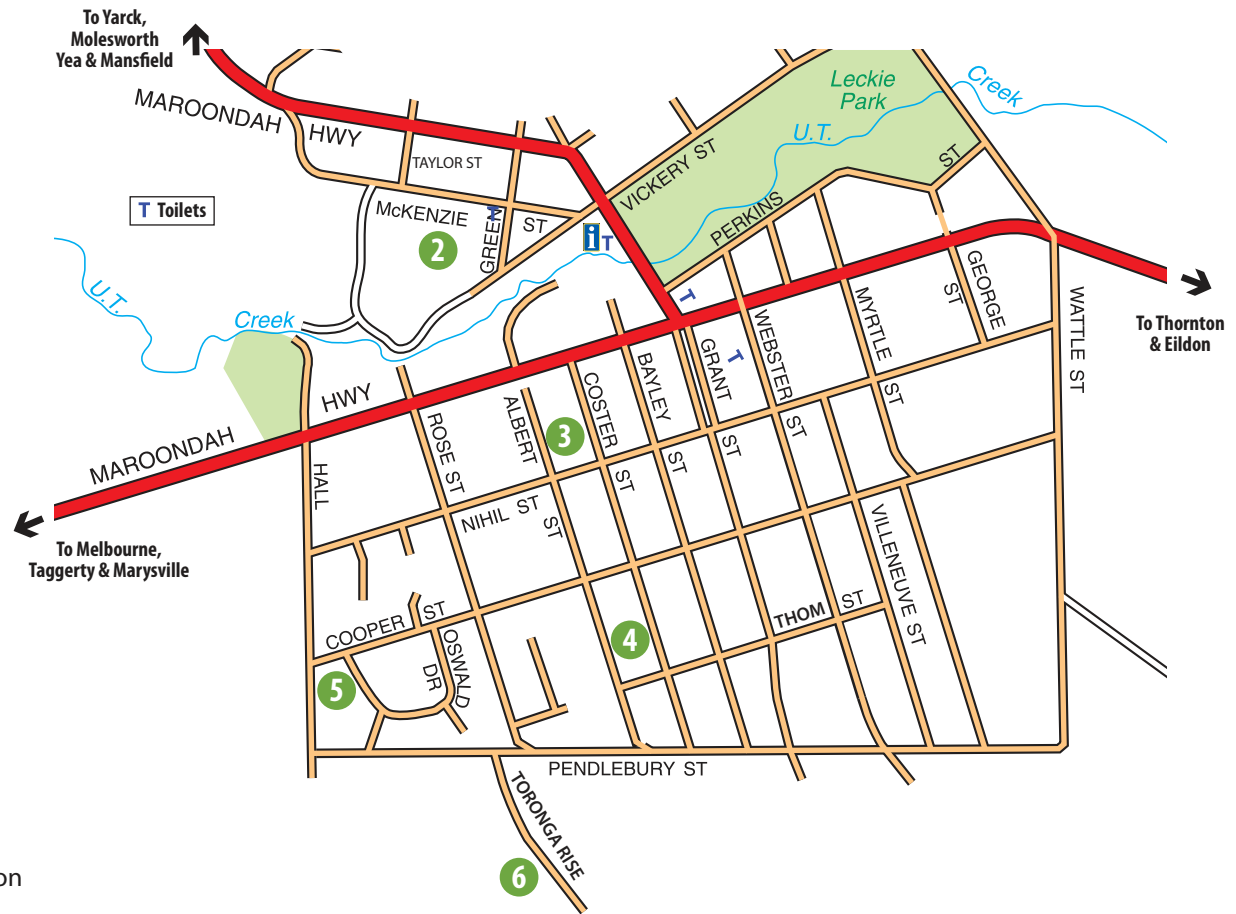 To Yarck,
Molesworth
Yea & Mansfield
MAROONDAH HWY
TAYLOR ST
McKENZIE ST
GREEN
VICKERY ST
Leckie
Park
Creek
U.T.
T Toilets
2
i T
T
PERKINS ST
U.T.
Creek
T
T
GRANT ST
WEBSTER ST
MYRTLE ST
GEORGE ST
WATTLE ST
To Thornton
& Eildon
MAROONDAH HWY
HALL
ROSE ST
ALBERT ST
3
COSTER ST
BAYLEY ST
NIHIL ST
To Melbourne,
Taggerty & Marysville
COOPER ST
OSWALD DR
4
THOM ST
VILLENEUVE ST
5
PENDLEBURY ST
TORONGA RISE
6
on